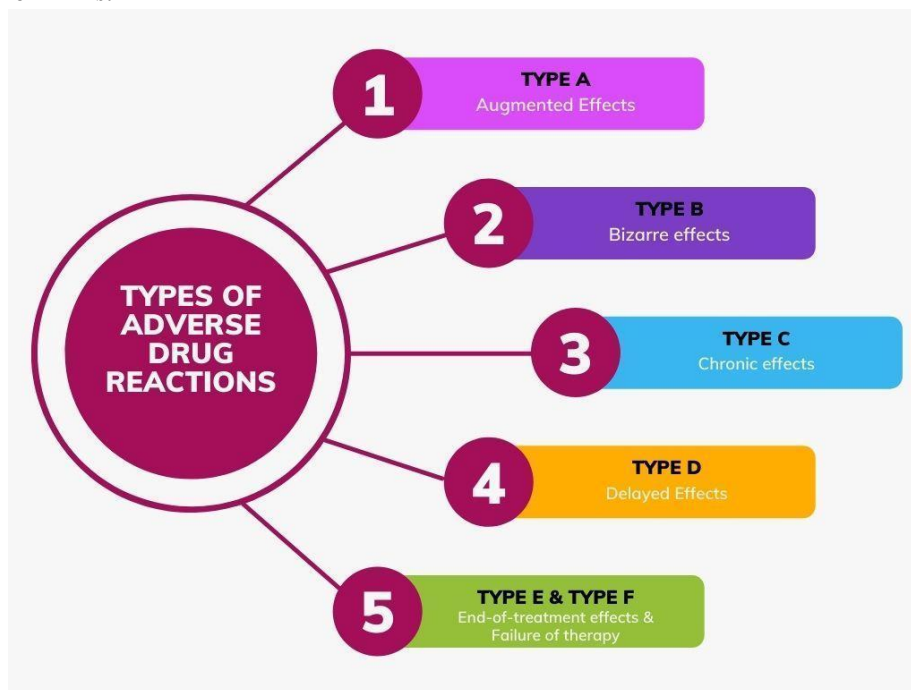 TYPES OF
ADVERSE
DRUG
REACTIONS
1
TYPE A
Augmented Effects
2
TYPE B
Bizarre effects
3
TYPE C
Chronic effects
4
TYPE D
Delayed Effects
5
TYPE E & TYPE F
End-of-treatment effects &
Failure of therapy